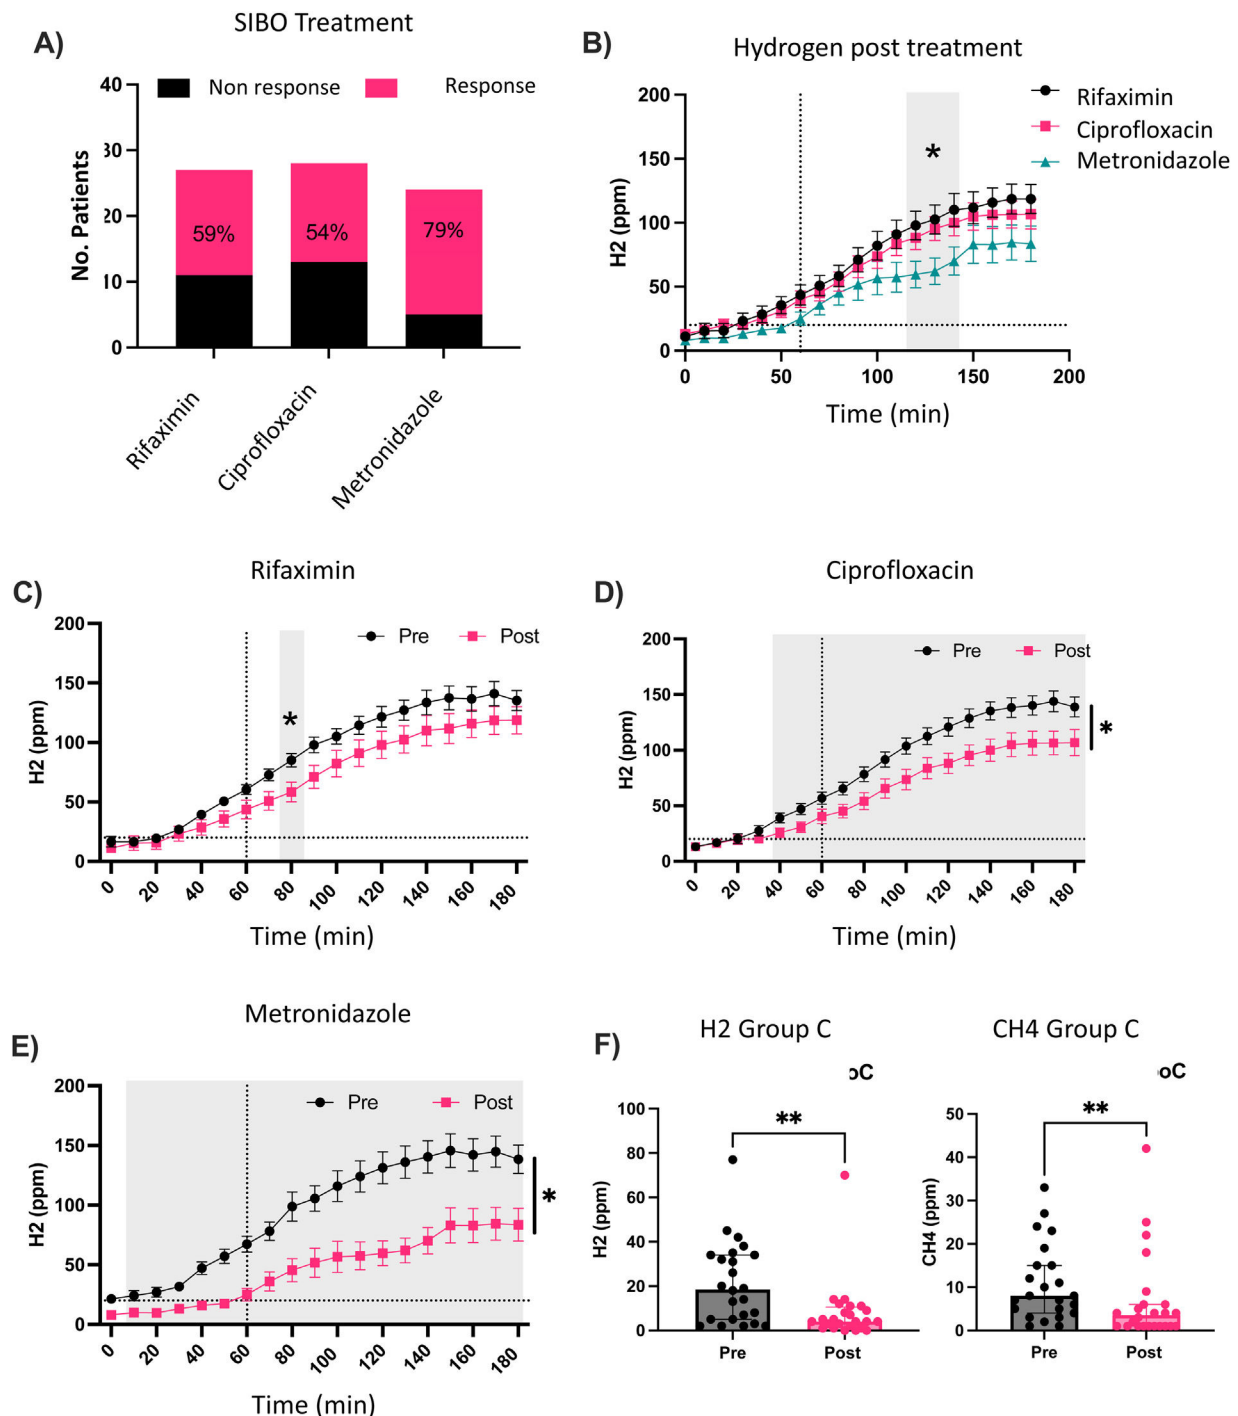 SIBO Treatment
A)
Non response
Response
40
30
20
10
0
No. Patients
59%
54%
79%
Rifaximin
Ciprofloxacin
Metronidazole
B)
Hydrogen post treatment
Rifaximin
Ciprofloxacin
Metronidazole
200
150
100
50
0
H2 (ppm)
*
0 50 100 150 200
Time (min)
Rifaximin
C)
Pre Post
200
150
100
50
0
H2 (ppm)
*
0 20 40 60 80 100 120 140 160 180
Time (min)
Ciprofloxacin
D)
Pre Post
200
150
100
50
0
H2 (ppm)
*
0 20 40 60 80 100 120 140 160 180
Time (min)
Metronidazole
E)
Pre Post
200
150
100
50
0
H2 (ppm)
*
0 20 40 60 80 100 120 140 160 180
Time (min)
F)
H2 Group C
oC
**
100
80
60
40
20
0
H2 (ppm)
Pre Post
CH4 Group C
oC
**
50
40
30
20
10
0
CH4 (ppm)
Pre Post